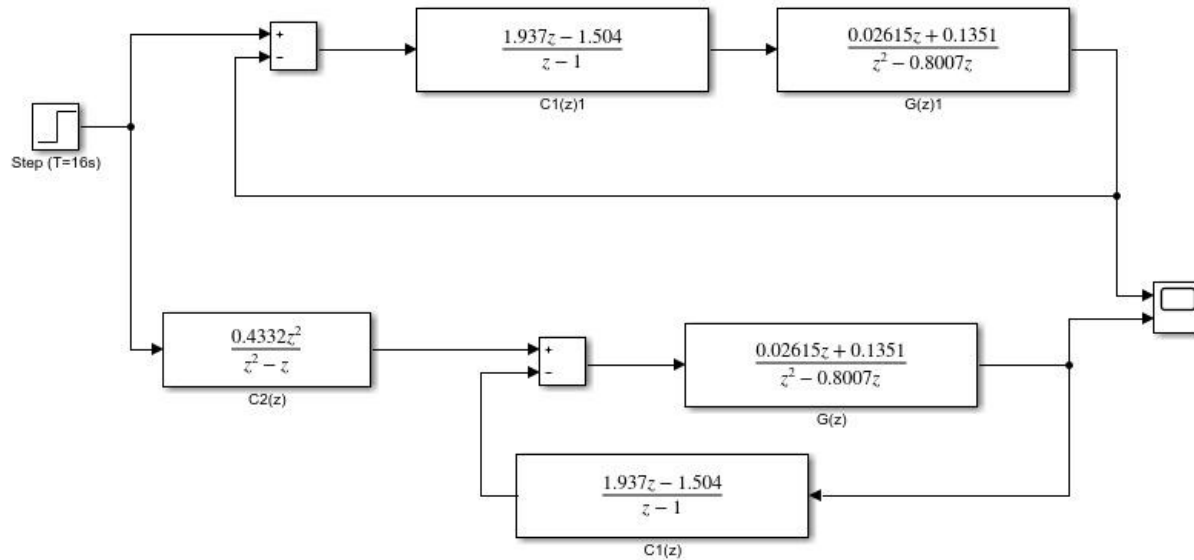 +
−
1.937z − 1.504
z − 1
C1(z)1
0.02615z + 0.1351
z² − 0.8007z
G(z)1
Step (T=16s)
0.4332z²
z² − z
C2(z)
+
−
0.02615z + 0.1351
z² − 0.8007z
G(z)
1.937z − 1.504
z − 1
C1(z)